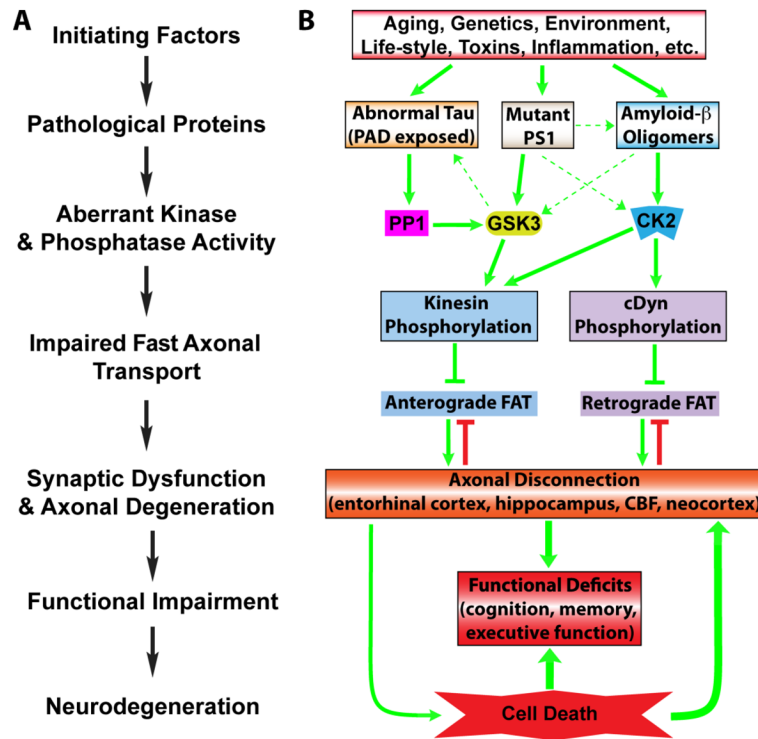 A
Initiating Factors
Pathological Proteins
Aberrant Kinase
& Phosphatase Activity
Impaired Fast Axonal
Transport
Synaptic Dysfunction
& Axonal Degeneration
Functional Impairment
Neurodegeneration
B
Aging, Genetics, Environment,
Life-style, Toxins, Inflammation, etc.
Abnormal Tau
(PAD exposed)
Mutant
PS1
Amyloid-β
Oligomers
PP1
GSK3
CK2
Kinesin
Phosphorylation
cDyn
Phosphorylation
Anterograde FAT
Retrograde FAT
Axonal Disconnection
(entorhinal cortex, hippocampus, CBF, neocortex)
Functional Deficits
(cognition, memory,
executive function)
Cell Death